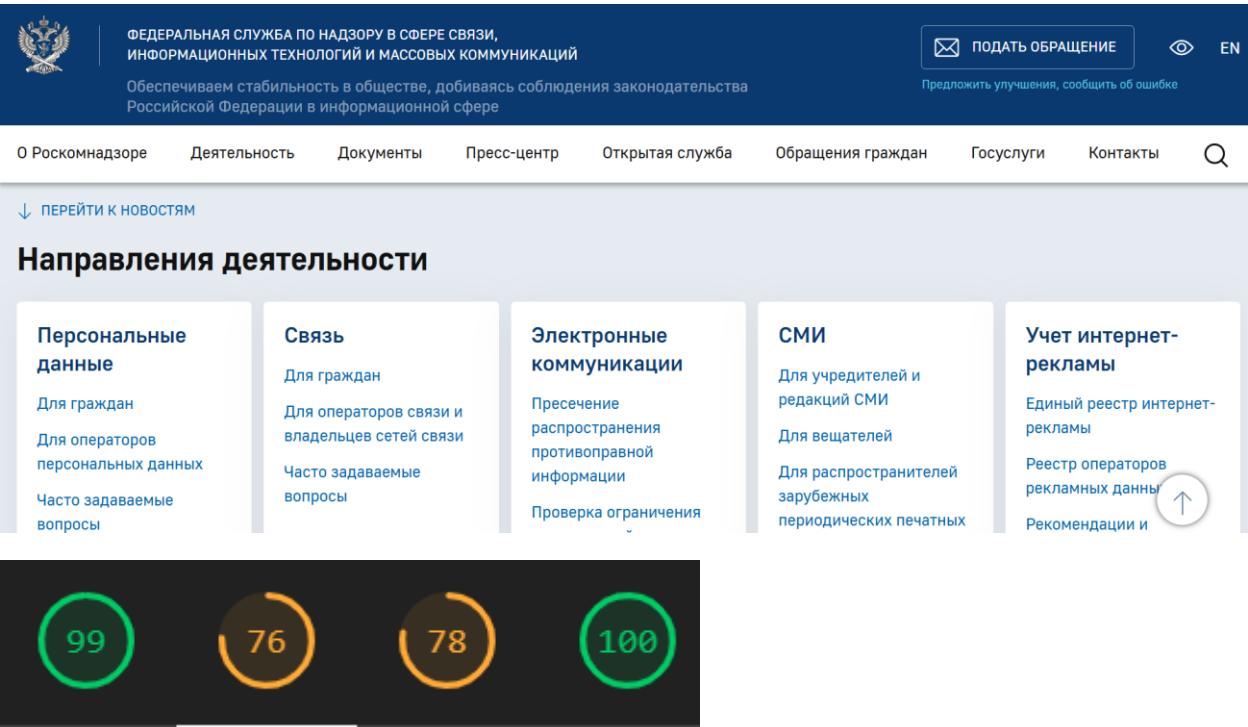 ФЕДЕРАЛЬНАЯ СЛУЖБА ПО НАДЗОРУ В СФЕРЕ СВЯЗИ,
ИНФОРМАЦИОННЫХ ТЕХНОЛОГИЙ И МАССОВЫХ КОММУНИКАЦИЙ
Обеспечиваем стабильность в обществе, добиваясь соблюдения законодательства
Российской Федерации в информационной сфере
ПОДАТЬ ОБРАЩЕНИЕ
EN
Предложить улучшения, сообщить об ошибке
О Роскомнадзоре Деятельность Документы Пресс-центр Открытая служба Обращения граждан Госуслуги Контакты
ПЕРЕЙТИ К НОВОСТЯМ
Направления деятельности
Персональные
данные
Для граждан
Для операторов
персональных данных
Часто задаваемые
вопросы
Связь
Для граждан
Для операторов связи и
владельцев сетей связи
Часто задаваемые
вопросы
Электронные
коммуникации
Пресечение
распространения
противоправной
информации
Проверка ограничения
СМИ
Для учредителей и
редакций СМИ
Для вещателей
Для распространителей
зарубежных
периодических печатных
Учет интернет-
рекламы
Единый реестр интернет-
рекламы
Реестр операторов
рекламных данны
Рекомендации и
99 76 78 100